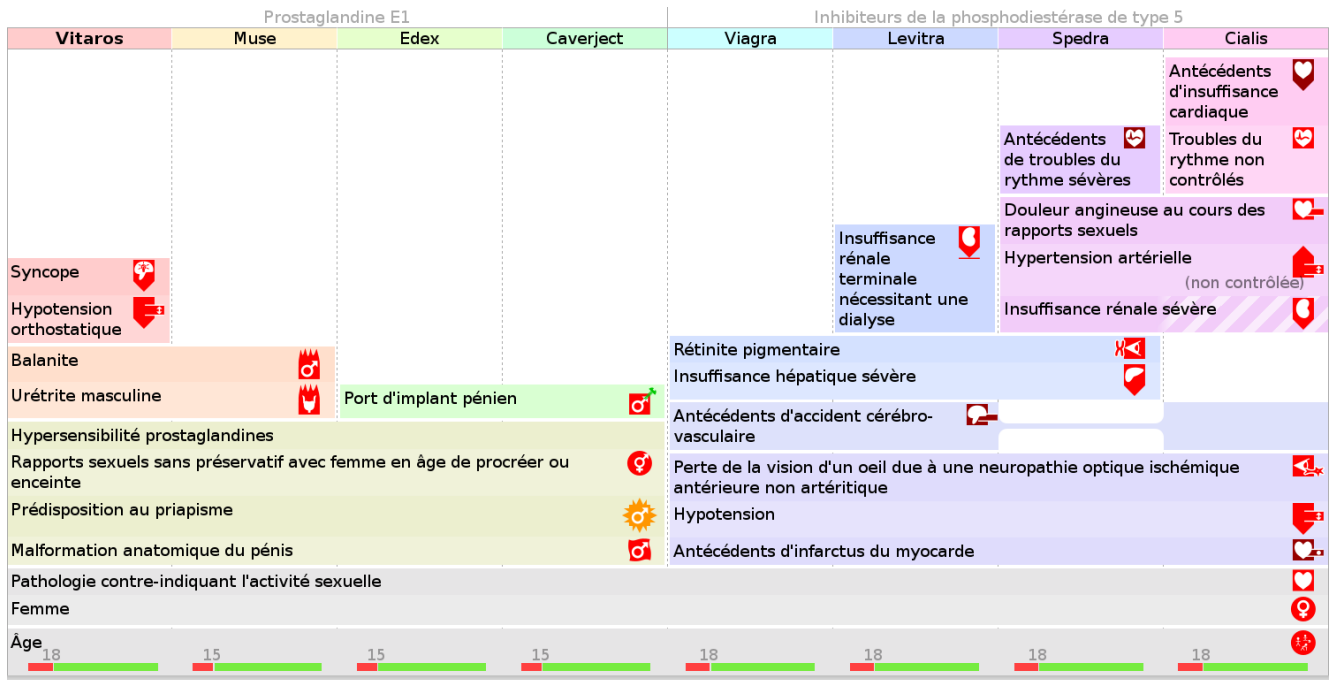 Prostaglandine E1
Inhibiteurs de la phosphodiestérase de type 5
Vitaros
Muse
Edex
Caverject
Viagra
Levitra
Spedra
Cialis
Antécédents
d'insuffisance
cardiaque
Antécédents
de troubles du
rythme sévères
Troubles du
rythme non
contrôlés
Douleur angineuse au cours des
rapports sexuels
Insuffisance
rénale
terminale
nécessitant une
dialyse
Hypertension artérielle
(non contrôlée)
Insuffisance rénale sévère
Syncope
Hypotension
orthostatique
Balanite
Urétrite masculine
Port d'implant pénien
Rétinite pigmentaire
Insuffisance hépatique sévère
Antécédents d'accident cérébro-
vasculaire
Hypersensibilité prostaglandines
Rapports sexuels sans préservatif avec femme en âge de procréer ou
enceinte
Prédisposition au priapisme
Malformation anatomique du pénis
Perte de la vision d'un oeil due à une neuropathie optique ischémique
antérieure non artéritique
Hypotension
Antécédents d'infarctus du myocarde
Pathologie contre-indiquant l'activité sexuelle
Femme
Âge
18
15
15
15
18
18
18
18